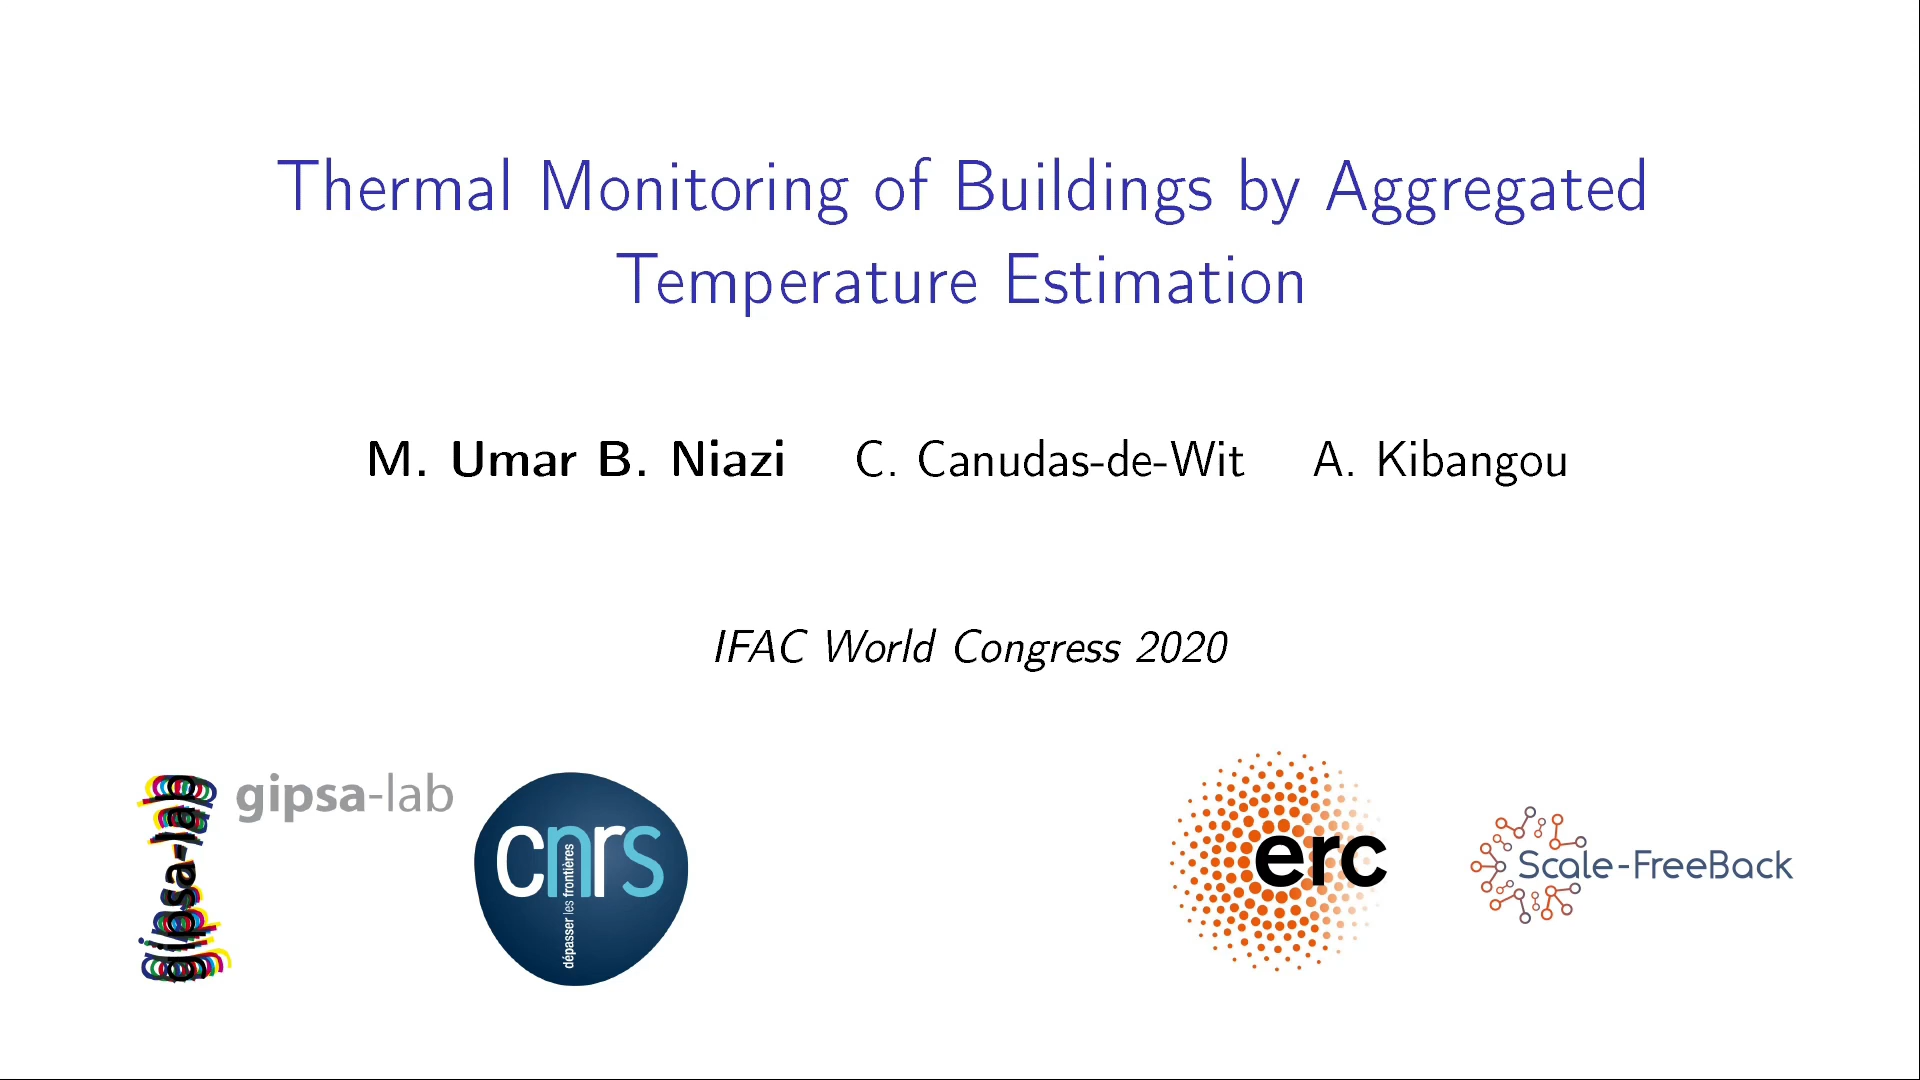 Thermal Monitoring of Buildings by Aggregated
Temperature Estimation
M. Umar B. Niazi C. Canudas-de-Wit A. Kibangou
IFAC World Congress 2020
gipsa-lab
gipsa-lab
cnrs
dépasser les frontières
erc
Scale-FreeBack